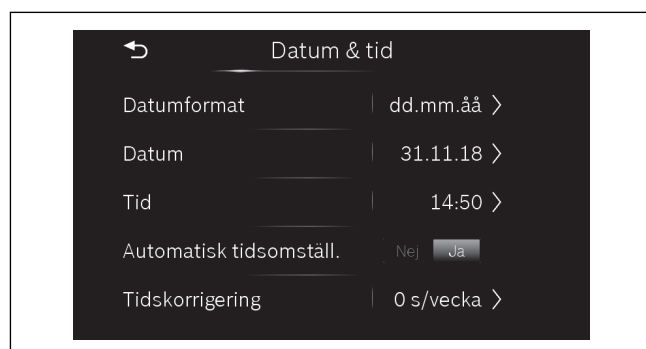 Datum & tid
Datumformat dd.mm.åå
Datum 31.11.18
Tid 14:50
Automatisk tidsomställ. Nej Ja
Tidskorrigering 0 s/vecka